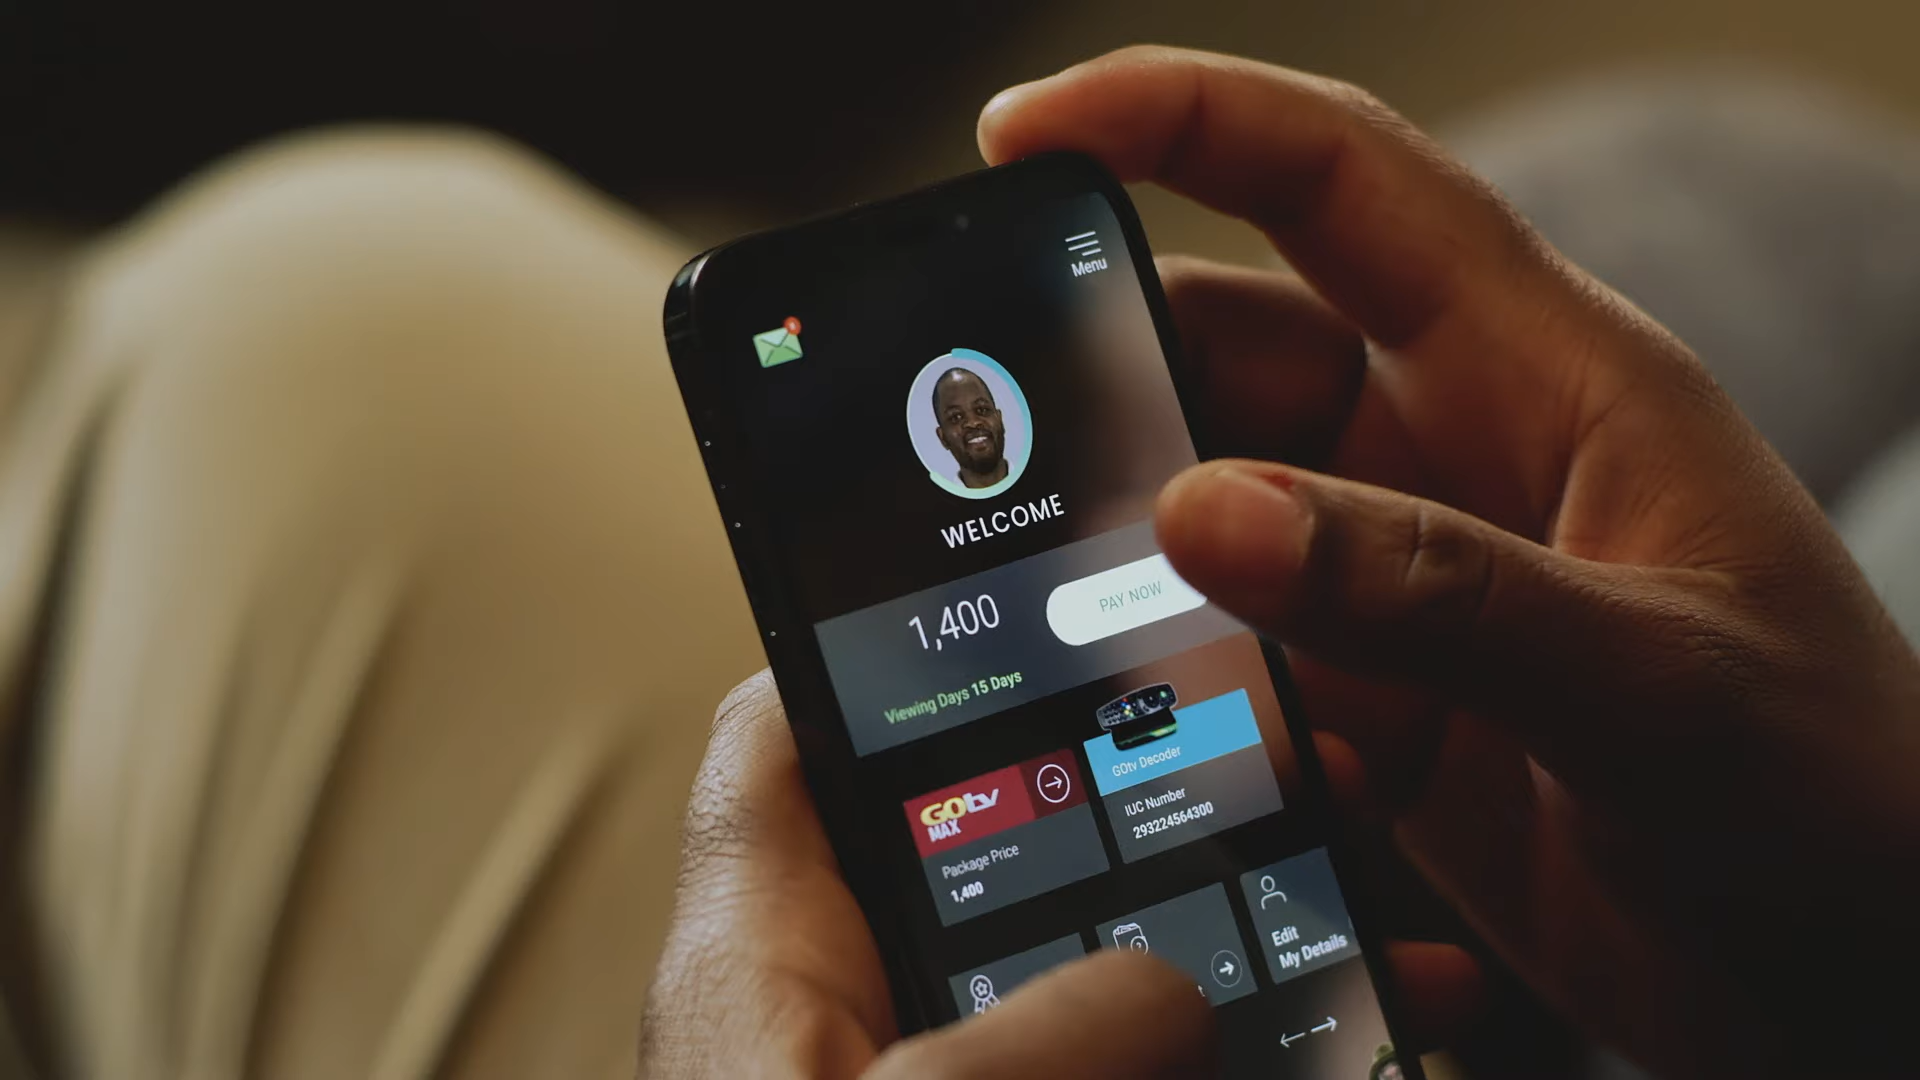 Menu
WELCOME
1,400
PAY NOW
Viewing Days 15 Days
GOtv
MAX
Package Price
1,400
GOtv Decoder
IUC Number
293224564300
Edit
My Details